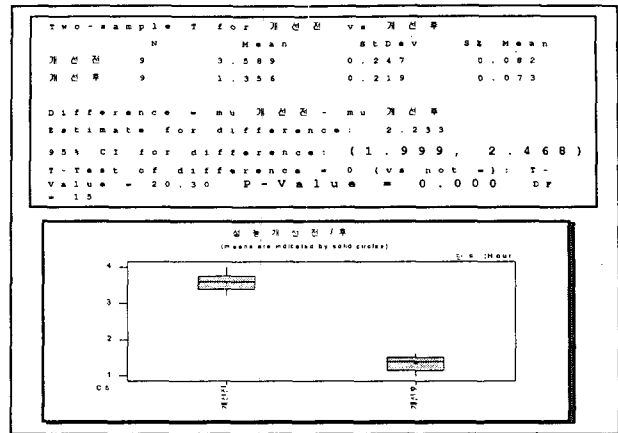 Two-sample T for 개선전 vs 개선후
N Mean StDev SE Mean
개선전 9 3.589 0.247 0.082
개선후 9 1.356 0.219 0.073
Difference = mu 개선전 - mu 개선후
Estimate for difference: 2.233
95% CI for difference: (1.999, 2.468)
T-Test of difference = 0 (vs not =): T-
Value = 20.30 P-Value = 0.000 DF
= 15
성능개선전/후
(means are indicated by solid circles)
:Hour
4
3
2
1
개선전
개선후